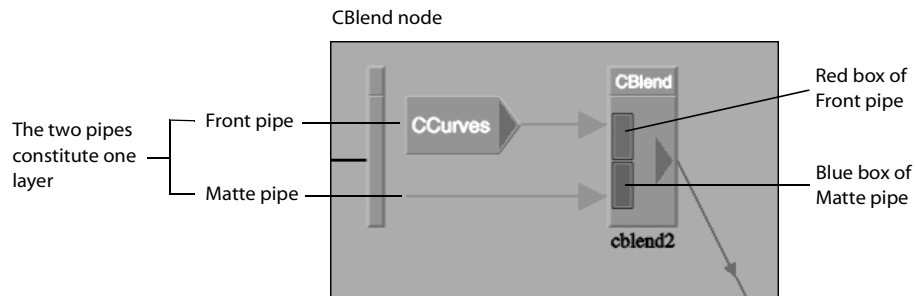 CBlend node
CBlend
Red box of
Front pipe
Front pipe
CCurves
The two pipes
constitute one
layer
Matte pipe
Blue box of
Matte pipe
cblend2